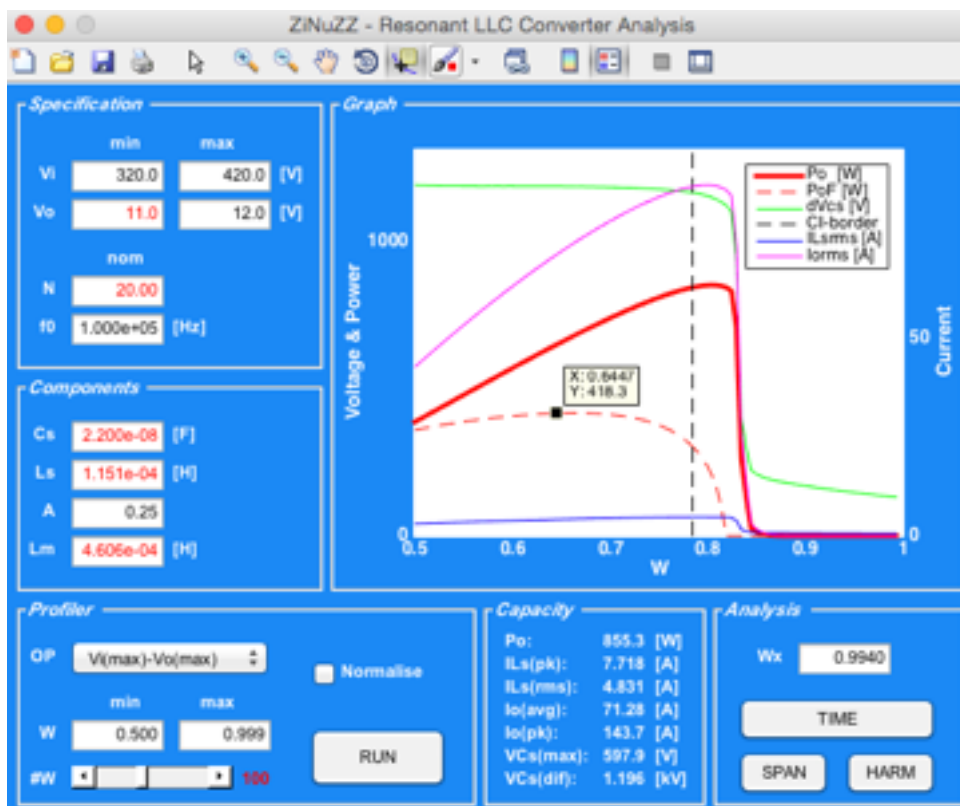 ZiNuZZ - Resonant LLC Converter Analysis
Specification
min max
Vi 320.0 420.0 [V]
Vo 11.0 12.0 [V]
nom
N 20.00
f0 1.000e+05 [Hz]
Components
Cs 2.200e-08 [F]
Ls 1.151e-04 [H]
A 0.25
Lm 4.606e-04 [H]
Graph
Voltage & Power
1000
0
Po [W]
PoF [W]
dVcs [V]
CI-border
ILsrms [A]
Iorms [A]
X: 0.6447
Y: 418.3
50
0
Current
0.5 0.6 0.7 0.8 0.9 1
W
Profiler
OP Vi(max)-Vo(max)
Normalise
min max
W 0.500 0.999
#W 100
RUN
Capacity
Po: 855.3 [W]
ILs(pk): 7.718 [A]
ILs(rms): 4.831 [A]
Io(avg): 71.28 [A]
Io(pk): 143.7 [A]
VCs(max): 597.9 [V]
VCs(dif): 1.196 [kV]
Analysis
Wx 0.9940
TIME
SPAN HARM